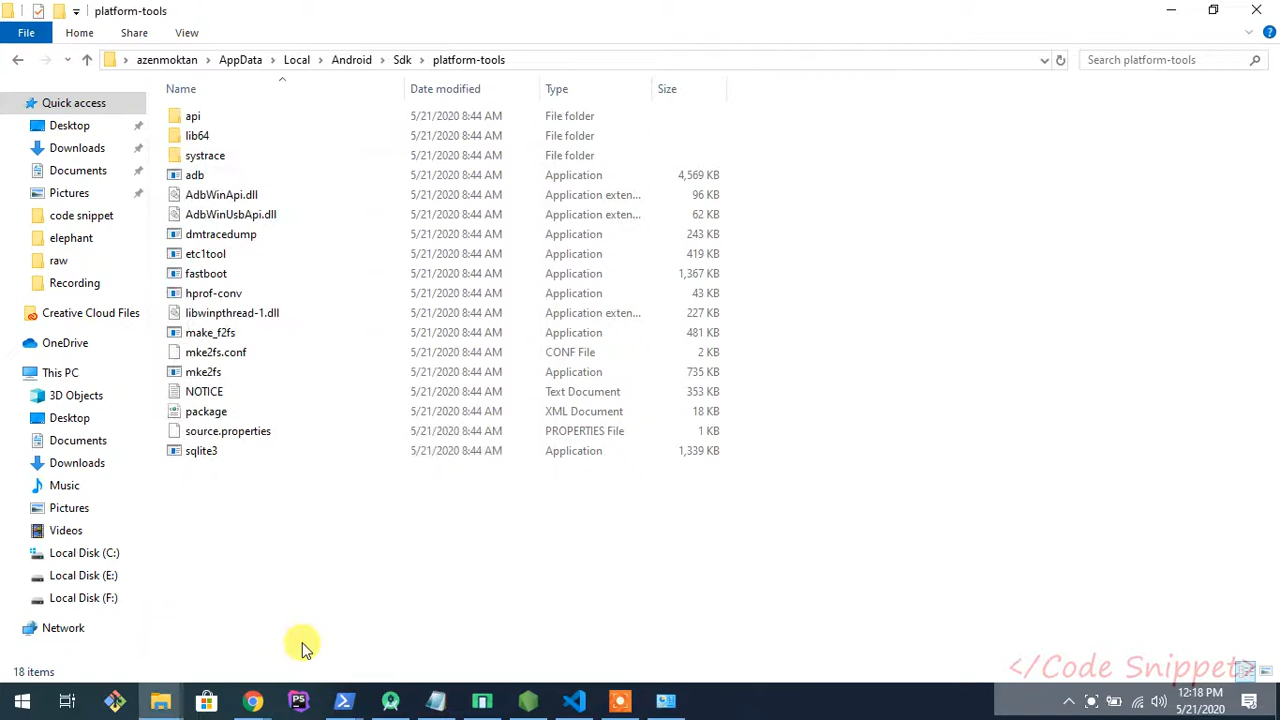 platform-tools
File Home Share View
azenmoktan AppData Local Android Sdk platform-tools Search platform-tools
Name Date modified Type Size
Quick access
Desktop
Downloads
Documents
Pictures
code snippet
elephant
raw
Recording
Creative Cloud Files
OneDrive
This PC
3D Objects
Desktop
Documents
Downloads
Music
Pictures
Videos
Local Disk (C:)
Local Disk (E:)
Local Disk (F:)
Network
api 5/21/2020 8:44 AM File folder
lib64 5/21/2020 8:44 AM File folder
systrace 5/21/2020 8:44 AM File folder
adb 5/21/2020 8:44 AM Application 4,569 KB
AdbWinApi.dll 5/21/2020 8:44 AM Application exten... 96 KB
AdbWinUsbApi.dll 5/21/2020 8:44 AM Application exten... 62 KB
dmtracedump 5/21/2020 8:44 AM Application 243 KB
etc1tool 5/21/2020 8:44 AM Application 419 KB
fastboot 5/21/2020 8:44 AM Application 1,367 KB
hprof-conv 5/21/2020 8:44 AM Application 43 KB
libwinpthread-1.dll 5/21/2020 8:44 AM Application exten... 227 KB
make_f2fs 5/21/2020 8:44 AM Application 481 KB
mke2fs.conf 5/21/2020 8:44 AM CONF File 2 KB
mke2fs 5/21/2020 8:44 AM Application 735 KB
NOTICE 5/21/2020 8:44 AM Text Document 353 KB
package 5/21/2020 8:44 AM XML Document 18 KB
source.properties 5/21/2020 8:44 AM PROPERTIES File 1 KB
sqlite3 5/21/2020 8:44 AM Application 1,339 KB
18 items
</Code Snippet>
PS
12:18 PM
5/21/2020